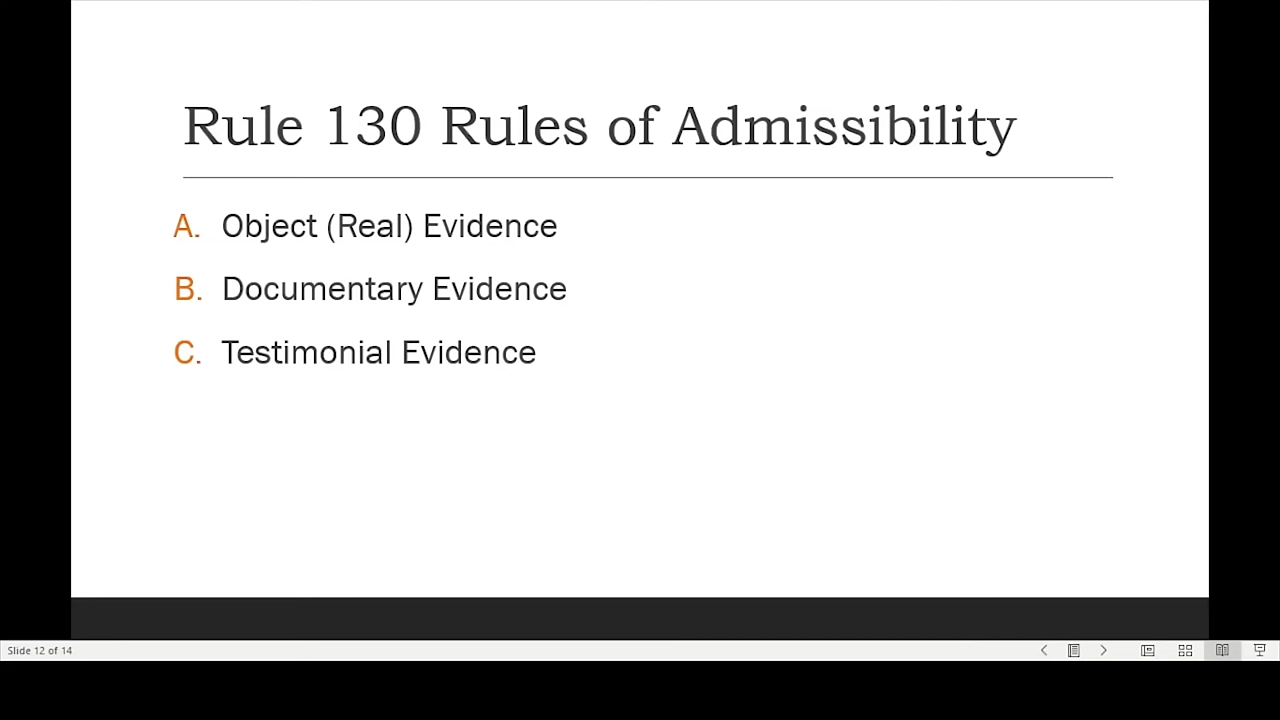 Rule 130 Rules of Admissibility
A. Object (Real) Evidence
B. Documentary Evidence
C. Testimonial Evidence
Slide 12 of 14